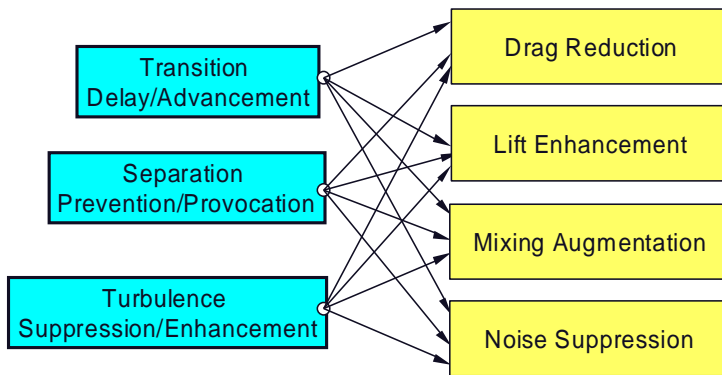 Transition
Delay/Advancement
Separation
Prevention/Provocation
Turbulence
Suppression/Enhancement
Drag Reduction
Lift Enhancement
Mixing Augmentation
Noise Suppression